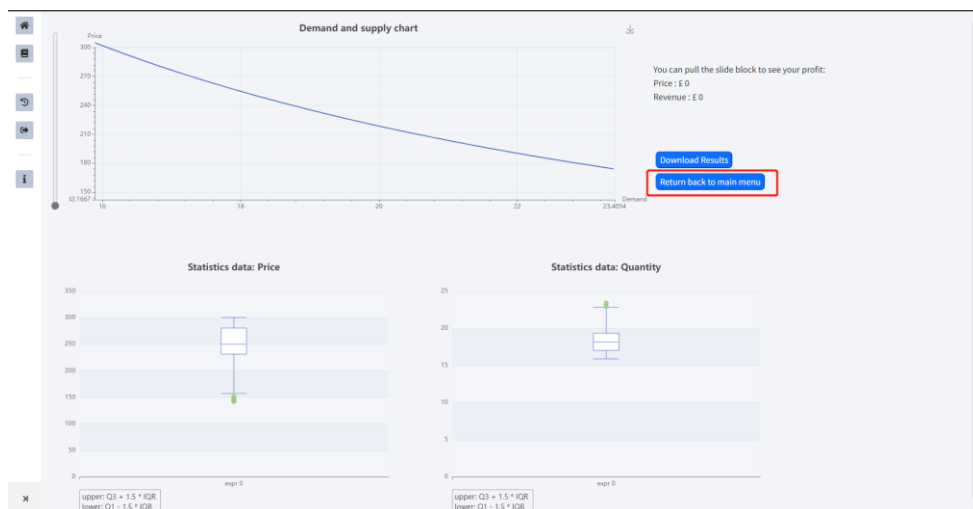 Demand and supply chart
Price
300
270
240
210
180
150
16
18
20
22
23.4054
Demand
You can pull the slide block to see your profit:
Price : £ 0
Revenue : £ 0
Download Results
Return back to main menu
Statistics data: Price
350
300
250
200
150
100
50
0
expr 0
upper: Q3 + 1.5 * IQR
lower: Q1 - 1.5 * IQR
Statistics data: Quantity
25
20
15
10
5
0
expr 0
upper: Q3 + 1.5 * IQR
lower: Q1 - 1.5 * IQR